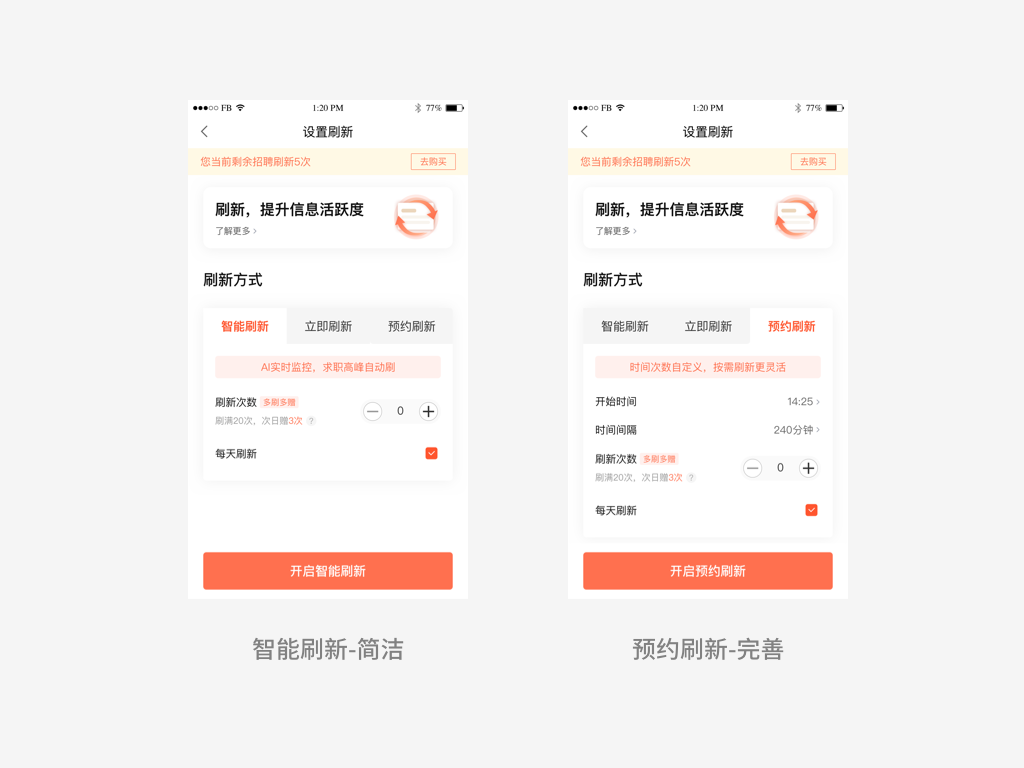 ●●●○○ FB 1:20 PM 77%
设置刷新
您当前剩余招聘刷新5次 去购买
刷新，提升信息活跃度
了解更多 >
刷新方式
智能刷新 立即刷新 预约刷新
AI实时监控，求职高峰自动刷
刷新次数 多刷多赠
刷满20次，次日赠3次 ?
0
每天刷新
开启智能刷新
智能刷新-简洁
●●●○○ FB 1:20 PM 77%
设置刷新
您当前剩余招聘刷新5次 去购买
刷新，提升信息活跃度
了解更多 >
刷新方式
智能刷新 立即刷新 预约刷新
时间次数自定义，按需刷新更灵活
开始时间 14:25 >
时间间隔 240分钟 >
刷新次数 多刷多赠
刷满20次，次日赠3次 ?
0
每天刷新
开启预约刷新
预约刷新-完善